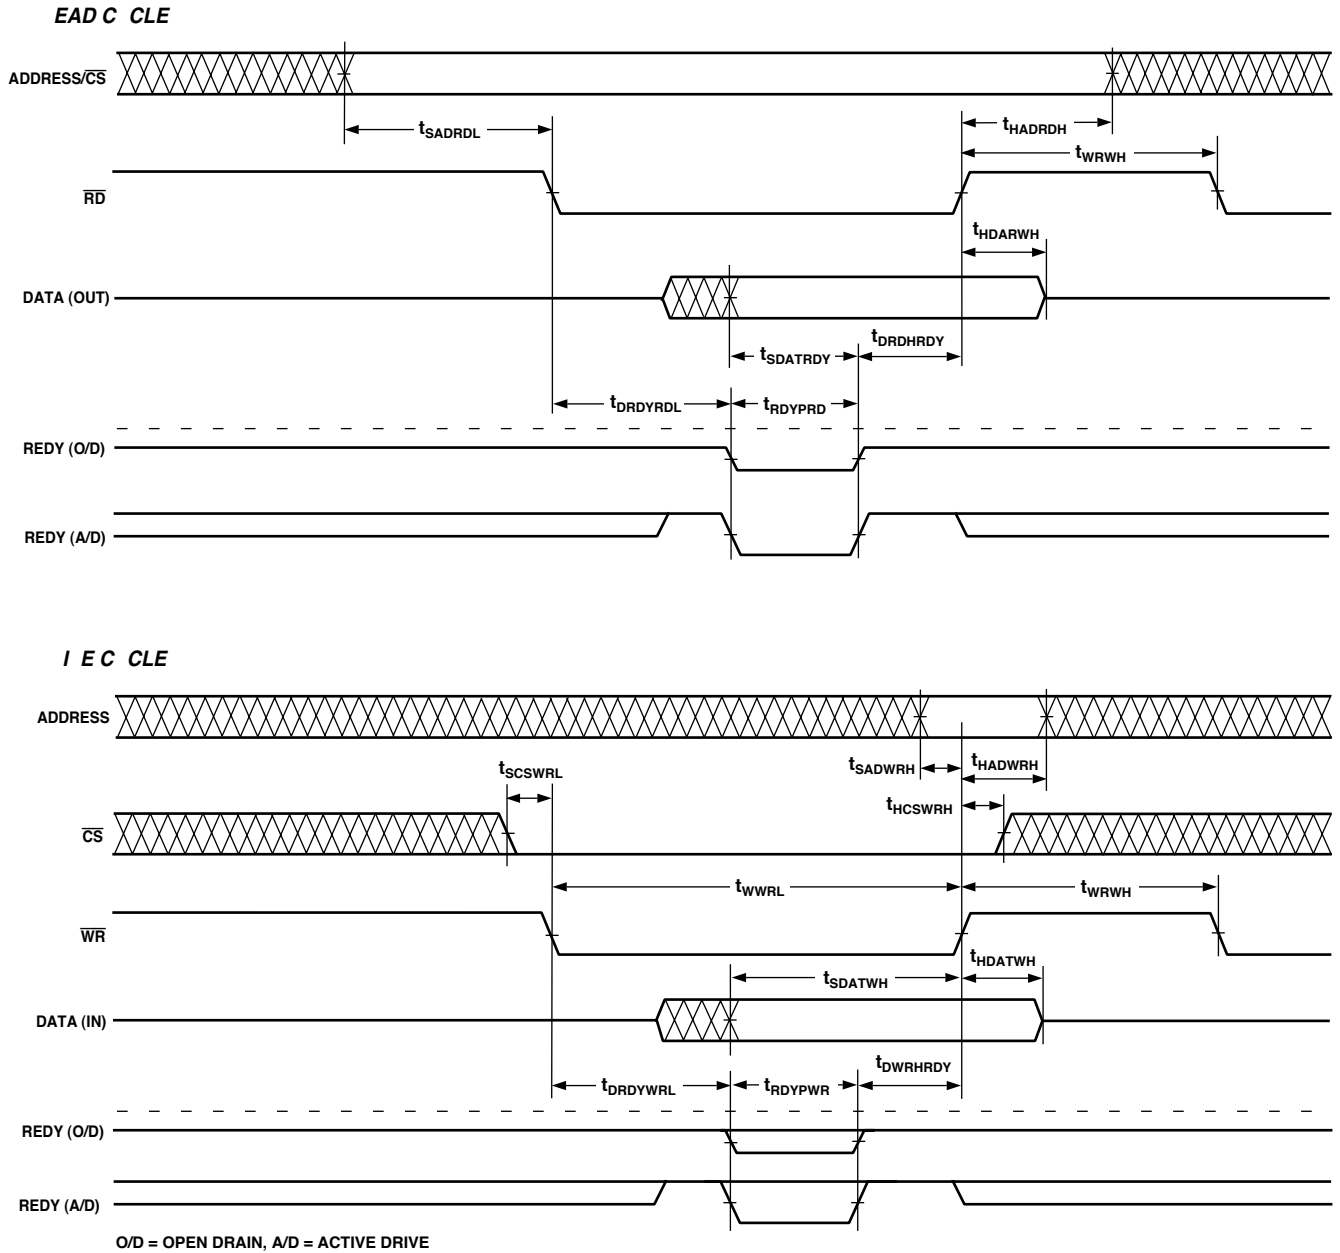 EAD C CLE
ADDRESS/CS
tSADRDL
tHADRDH
tWRWH
RD
tHDARWH
DATA (OUT)
tSDATRDY
tDRDHRDY
tDRDYRDL
tRDYPRD
REDY (O/D)
REDY (A/D)
I E C CLE
ADDRESS
tSADWRH
tHADWRH
tSCSWRL
tHCSWRH
CS
tWWRL
tWRWH
WR
tSDATWH
tHDATWH
DATA (IN)
tDRDYWRL
tRDYPWR
tDWRHRDY
REDY (O/D)
REDY (A/D)
O/D = OPEN DRAIN, A/D = ACTIVE DRIVE